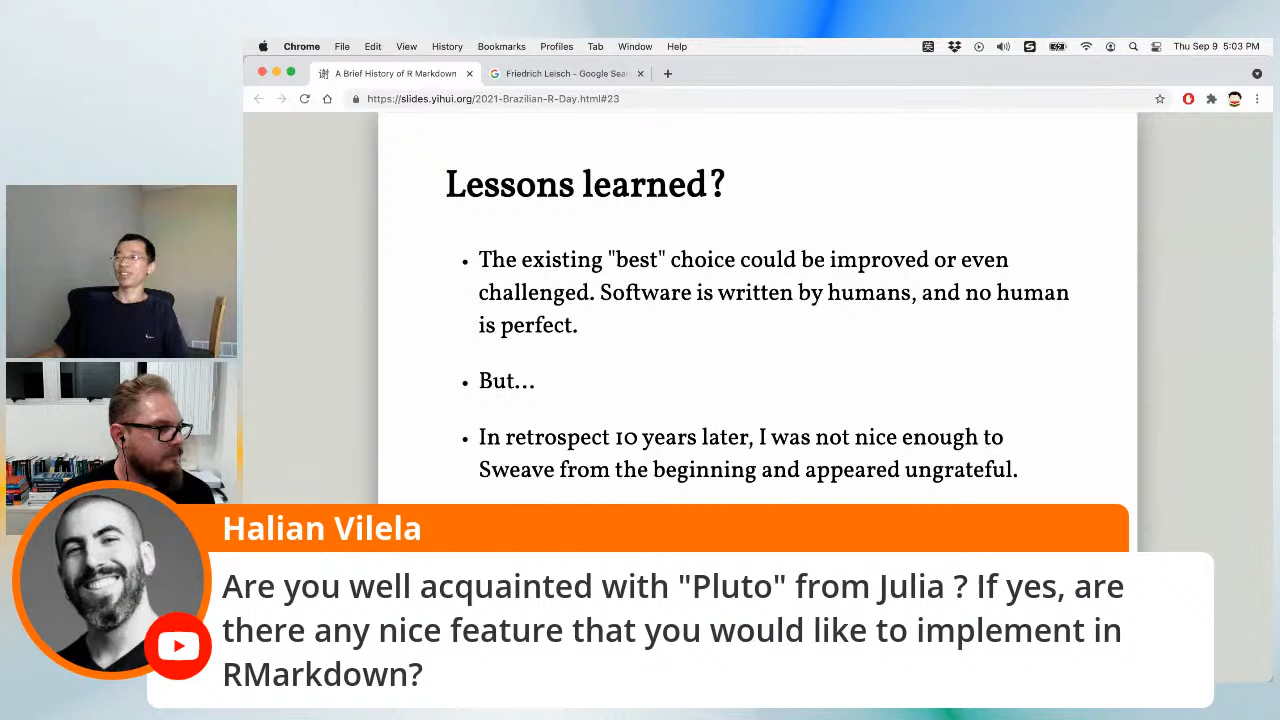 Chrome File Edit View History Bookmarks Profiles Tab Window Help
英
S
Thu Sep 9 5:03 PM
谢 A Brief History of R Markdown
G Friedrich Leisch - Google Sear
https://slides.yihui.org/2021-Brazilian-R-Day.html#23
Lessons learned?
• The existing "best" choice could be improved or even
challenged. Software is written by humans, and no human
is perfect.
• But...
• In retrospect 10 years later, I was not nice enough to
Sweave from the beginning and appeared ungrateful.
Halian Vilela
Are you well acquainted with "Pluto" from Julia ? If yes, are
there any nice feature that you would like to implement in
RMarkdown?